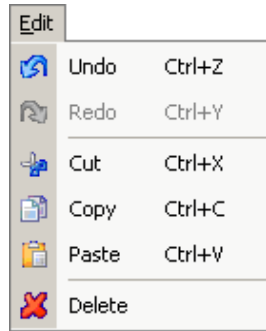 Edit
Undo Ctrl+Z
Redo Ctrl+Y
Cut Ctrl+X
Copy Ctrl+C
Paste Ctrl+V
Delete